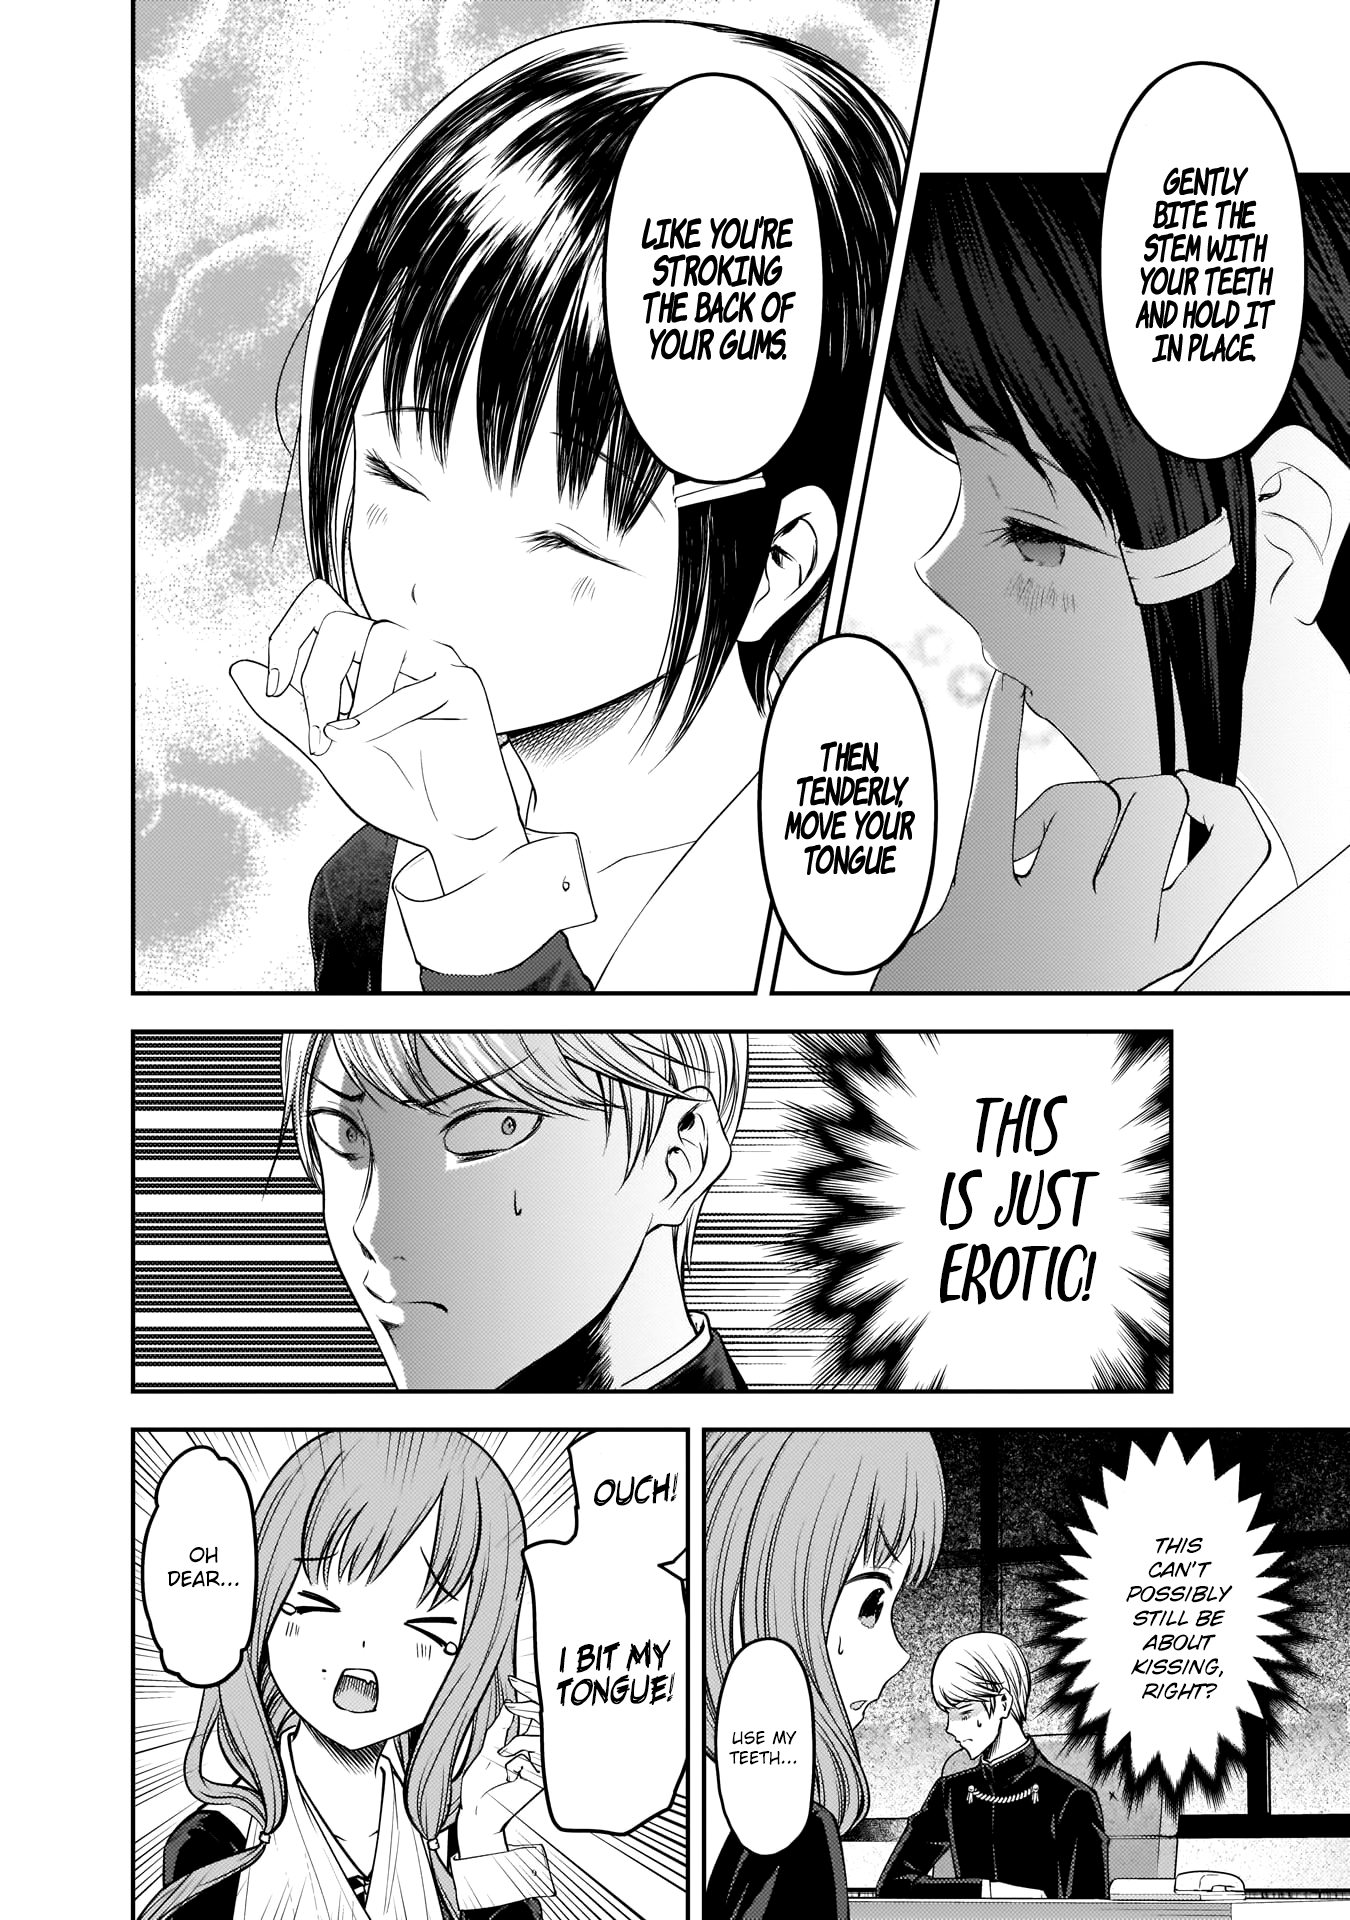 GENTLY
BITE THE
STEM WITH
YOUR TEETH
AND HOLD IT
IN PLACE.
THEN,
TENDERLY,
MOVE YOUR
TONGUE
LIKE YOU'RE
STROKING
THE BACK OF
YOUR GUMS.
THIS
IS JUST
EROTIC!
THIS
CAN'T
POSSIBLY
STILL BE
ABOUT
KISSING,
RIGHT?
USE MY
TEETH...
OUCH!
I BIT MY
TONGUE!
OH
DEAR...